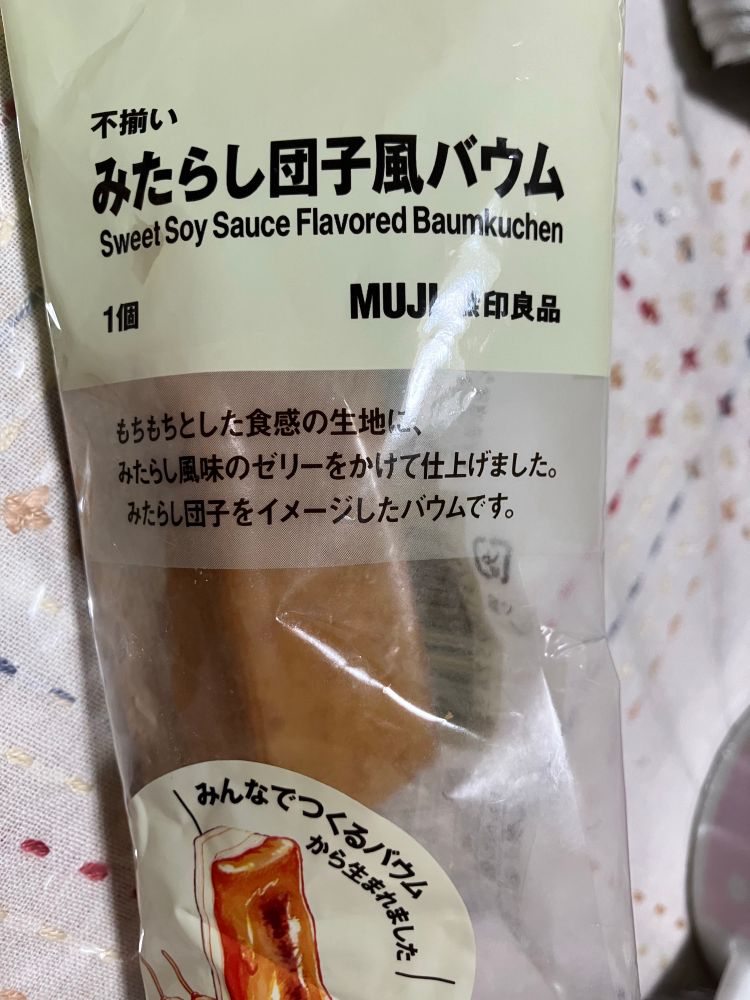 不揃い
みたらし団子風バウム
Sweet Soy Sauce Flavored Baumkuchen
1個
MUJI 無印良品
もちもちとした食感の生地に、
みたらし風味のゼリーをかけて仕上げました。
みたらし団子をイメージしたバウムです。
みんなでつくるバウム
から生まれました